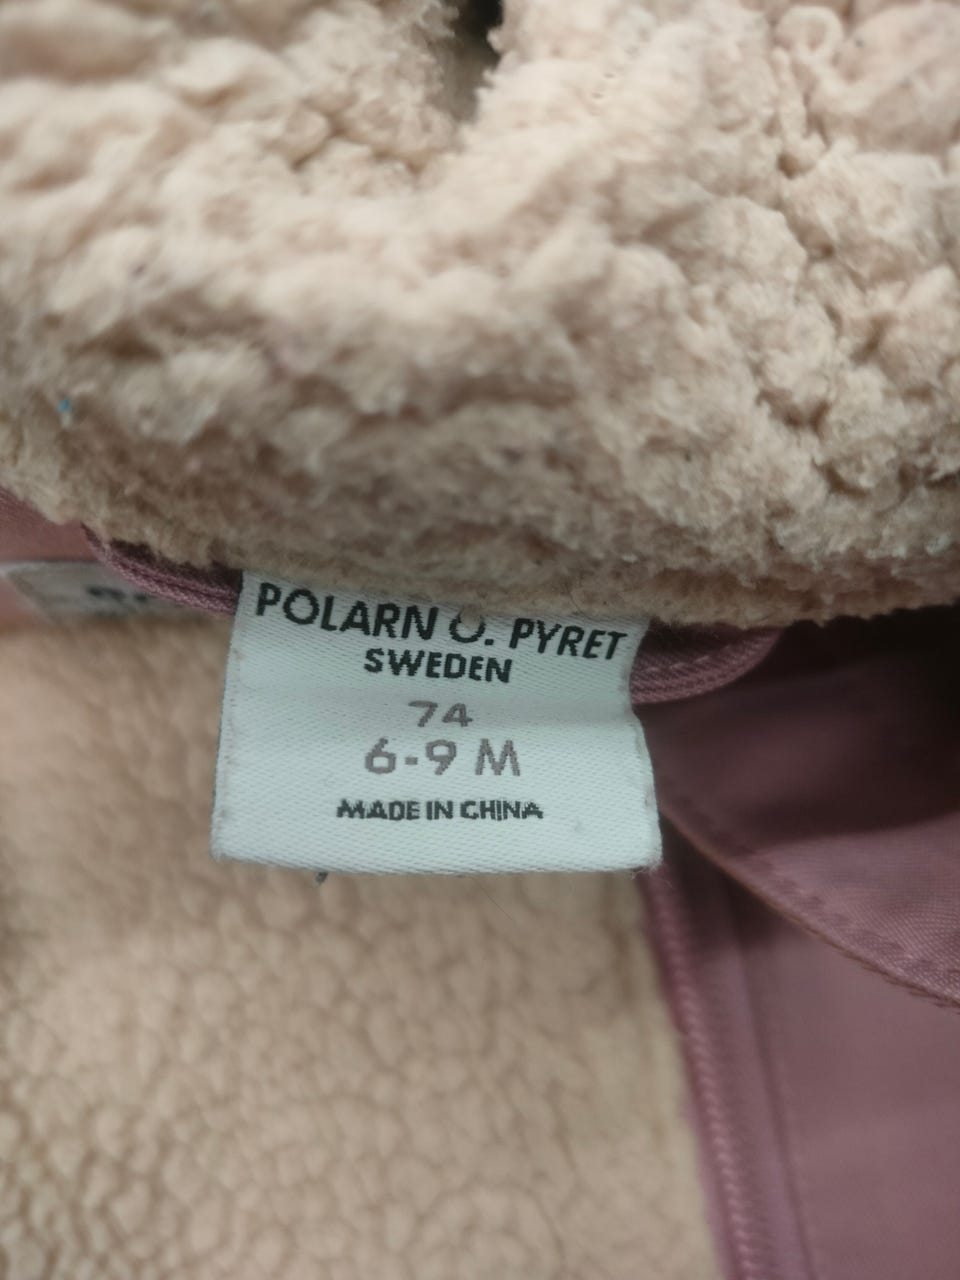 POLARN O. PYRET
SWEDEN
74
6-9 M
MADE IN CHINA